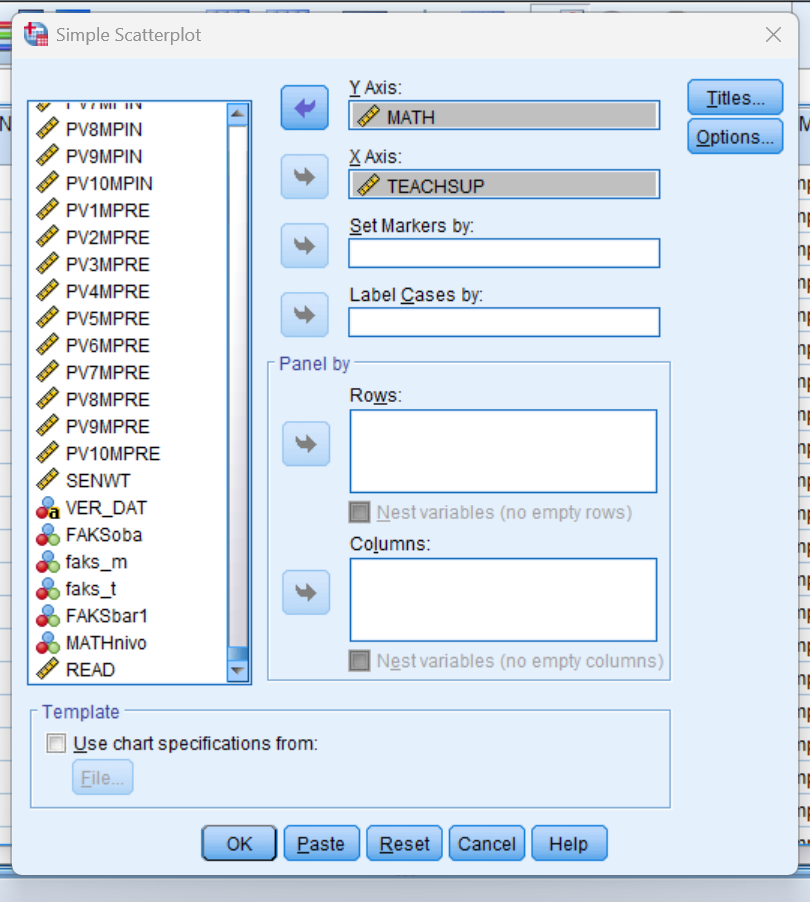 Simple Scatterplot
PV7MPIN
PV8MPIN
PV9MPIN
PV10MPIN
PV1MPRE
PV2MPRE
PV3MPRE
PV4MPRE
PV5MPRE
PV6MPRE
PV7MPRE
PV8MPRE
PV9MPRE
PV10MPRE
SENWT
VER_DAT
FAKSoba
faks_m
faks_t
FAKSbar1
MATHnivo
READ
Y Axis:
MATH
X Axis:
TEACHSUP
Set Markers by:
Label Cases by:
Panel by
Rows:
Nest variables (no empty rows)
Columns:
Nest variables (no empty columns)
Titles...
Options...
Template
Use chart specifications from:
File...
OK
Paste
Reset
Cancel
Help